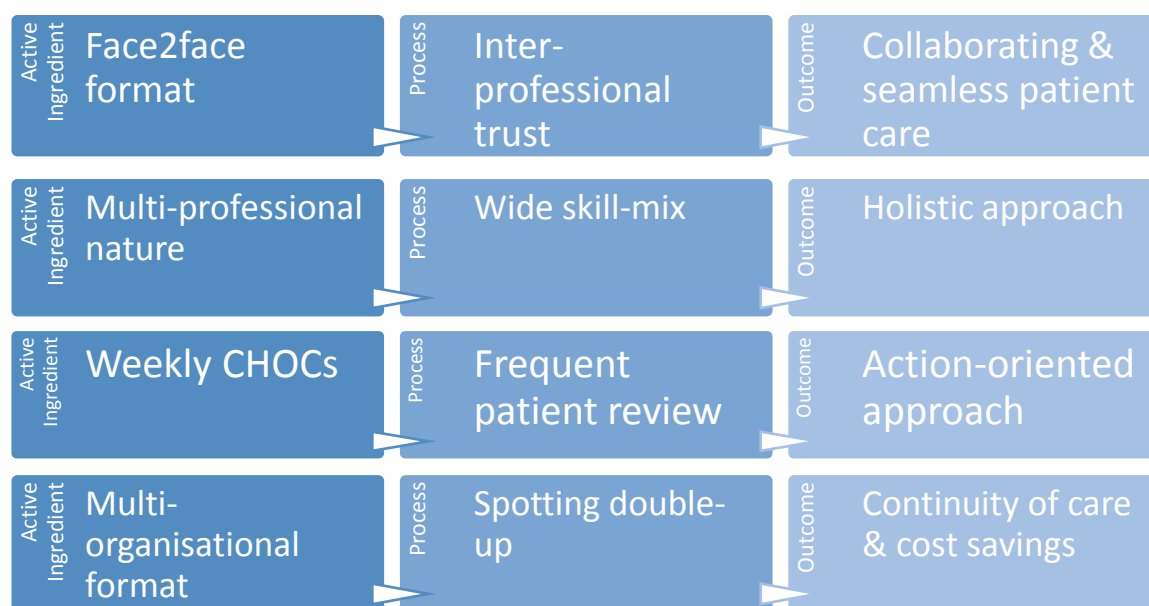 Active
Ingredient
Face2face
format
Process
Inter-
professional
trust
Outcome
Collaborating &
seamless patient
care
Active
Ingredient
Multi-professional
nature
Process
Wide skill-mix
Outcome
Holistic approach
Active
Ingredient
Weekly CHOCs
Process
Frequent
patient review
Outcome
Action-oriented
approach
Active
Ingredient
Multi-
organisational
format
Process
Spotting double-
up
Outcome
Continuity of care
& cost savings